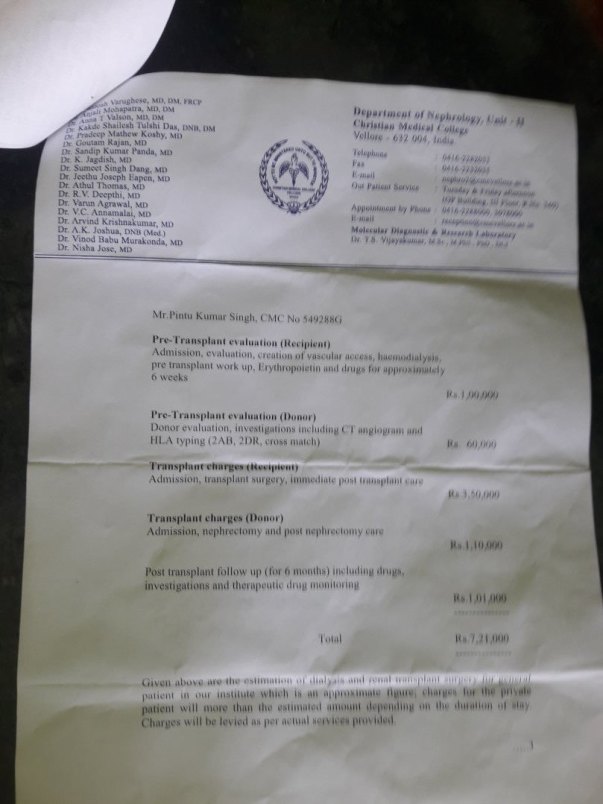 Varughese, MD, DM, FRCP
Anjali Mohapatra, MD, DM
Dr. Anna T Valson, MD, DM
Dr. Kakde Shailesh Tulshi Das, DNB, DM
Dr. Pradeep Mathew Koshy, MD
Dr. Goutam Rajan, MD
Dr. Sandip Kumar Panda, MD
Dr. K. Jagdish, MD
Dr. Sumeet Singh Dang, MD
Dr. Jeethu Joseph Eapen, MD
Dr. Athul Thomas, MD
Dr. R.V. Deepthi, MD
Dr. Varun Agrawal, MD
Dr. V.C. Annamalai, MD
Dr. Arvind Krishnakumar, MD
Dr. A.K. Joshua, DNB (Med.)
Dr. Vinod Babu Murakonda, MD
Dr. Nisha Jose, MD
Department of Nephrology, Unit - II
Christian Medical College
Vellore - 632 004, India
Telephone :
Fax :
E-mail :
Out Patient Service : Tuesday & Friday afternoon
Appointment by Phone :
E-mail :
Molecular Diagnostic & Research Laboratory
Dr. T.S. Vijayakumar,
Mr.Pintu Kumar Singh, CMC No 549288G
Pre-Transplant evaluation (Recipient)
Admission, evaluation, creation of vascular access, haemodialysis,
pre transplant work up, Erythropoietin and drugs for approximately
6 weeks
Rs.1,00,000
Pre-Transplant evaluation (Donor)
Donor evaluation, investigations including CT angiogram and
HLA typing (2AB, 2DR, cross match) Rs. 60,000
Transplant charges (Recipient)
Admission, transplant surgery, immediate post transplant care
Rs.3,50,000
Transplant charges (Donor)
Admission, nephrectomy and post nephrectomy care
Rs.1,10,000
Post transplant follow up (for 6 months) including drugs,
investigations and therapeutic drug monitoring
Rs.1,01,000
Total Rs.7,21,000
Given above are the estimation of dialysis and renal transplant surgery for general
patient in our institute which is an approximate figure, charges for the private
patient will more than the estimated amount depending on the duration of stay.
Charges will be levied as per actual services provided.